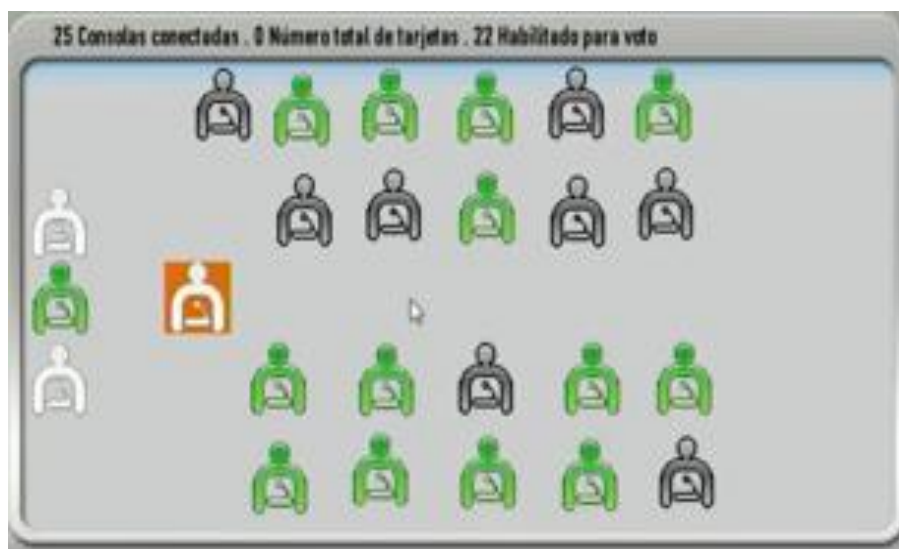 25 Consolas conectadas . 0 Número total de tarjetas . 22 Habilitado para voto